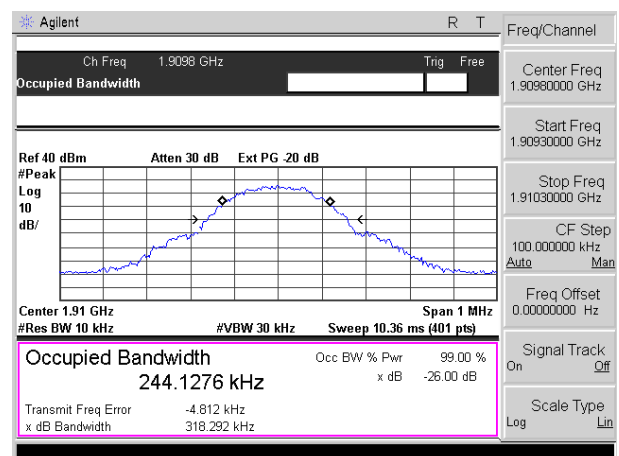 Agilent R T
Ch Freq 1.9098 GHz Trig Free
Occupied Bandwidth
Ref 40 dBm Atten 30 dB Ext PG -20 dB
#Peak
Log
10
dB/
Center 1.91 GHz Span 1 MHz
#Res BW 10 kHz #VBW 30 kHz Sweep 10.36 ms (401 pts)
Occupied Bandwidth Occ BW % Pwr 99.00 %
244.1276 kHz x dB -26.00 dB
Transmit Freq Error -4.812 kHz
x dB Bandwidth 318.292 kHz
Freq/Channel
Center Freq
1.90980000 GHz
Start Freq
1.90930000 GHz
Stop Freq
1.91030000 GHz
CF Step
100.000000 kHz
Auto Man
Freq Offset
0.00000000 Hz
Signal Track
On Off
Scale Type
Log Lin